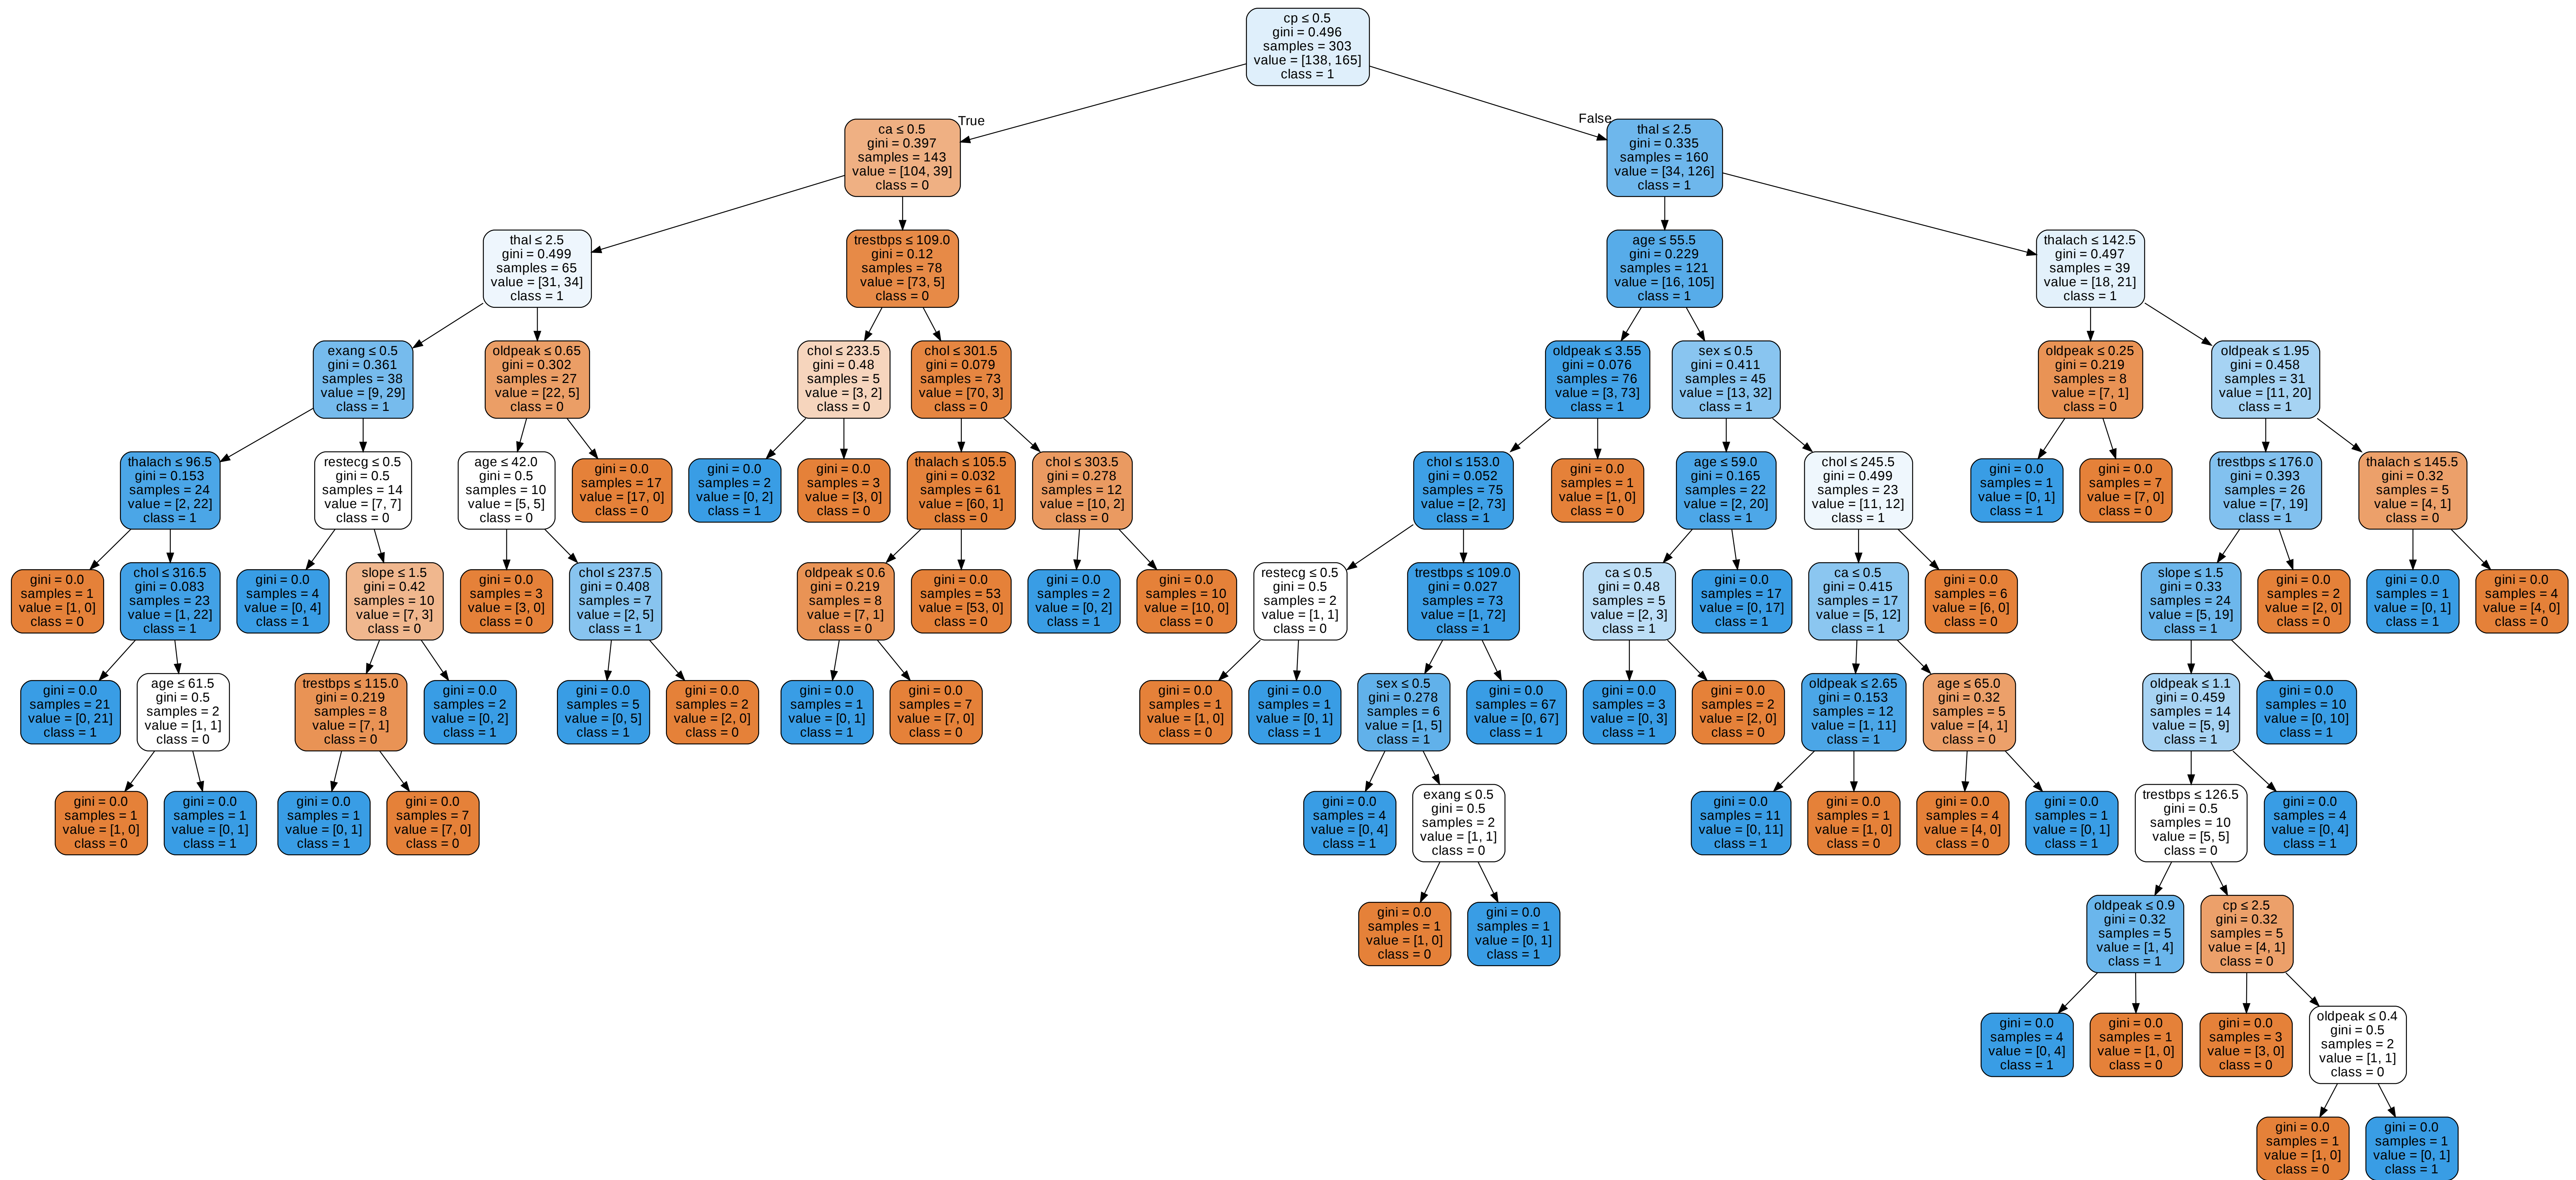 cp ≤ 0.5
gini = 0.496
samples = 303
value = [138, 165]
class = 1
True
False
ca ≤ 0.5
gini = 0.397
samples = 143
value = [104, 39]
class = 0
thal ≤ 2.5
gini = 0.335
samples = 160
value = [34, 126]
class = 1
thal ≤ 2.5
gini = 0.499
samples = 65
value = [31, 34]
class = 1
trestbps ≤ 109.0
gini = 0.12
samples = 78
value = [73, 5]
class = 0
age ≤ 55.5
gini = 0.229
samples = 121
value = [16, 105]
class = 1
thalach ≤ 142.5
gini = 0.497
samples = 39
value = [18, 21]
class = 1
exang ≤ 0.5
gini = 0.361
samples = 38
value = [9, 29]
class = 1
oldpeak ≤ 0.65
gini = 0.302
samples = 27
value = [22, 5]
class = 0
chol ≤ 233.5
gini = 0.48
samples = 5
value = [3, 2]
class = 0
chol ≤ 301.5
gini = 0.079
samples = 73
value = [70, 3]
class = 0
oldpeak ≤ 3.55
gini = 0.076
samples = 76
value = [3, 73]
class = 1
sex ≤ 0.5
gini = 0.411
samples = 45
value = [13, 32]
class = 1
oldpeak ≤ 0.25
gini = 0.219
samples = 8
value = [7, 1]
class = 0
oldpeak ≤ 1.95
gini = 0.458
samples = 31
value = [11, 20]
class = 1
thalach ≤ 96.5
gini = 0.153
samples = 24
value = [2, 22]
class = 1
restecg ≤ 0.5
gini = 0.5
samples = 14
value = [7, 7]
class = 0
age ≤ 42.0
gini = 0.5
samples = 10
value = [5, 5]
class = 0
gini = 0.0
samples = 17
value = [17, 0]
class = 0
gini = 0.0
samples = 2
value = [0, 2]
class = 1
gini = 0.0
samples = 3
value = [3, 0]
class = 0
thalach ≤ 105.5
gini = 0.032
samples = 61
value = [60, 1]
class = 0
chol ≤ 303.5
gini = 0.278
samples = 12
value = [10, 2]
class = 0
chol ≤ 153.0
gini = 0.052
samples = 75
value = [2, 73]
class = 1
gini = 0.0
samples = 1
value = [1, 0]
class = 0
age ≤ 59.0
gini = 0.165
samples = 22
value = [2, 20]
class = 1
chol ≤ 245.5
gini = 0.499
samples = 23
value = [11, 12]
class = 1
gini = 0.0
samples = 1
value = [0, 1]
class = 1
gini = 0.0
samples = 7
value = [7, 0]
class = 0
trestbps ≤ 176.0
gini = 0.393
samples = 26
value = [7, 19]
class = 1
thalach ≤ 145.5
gini = 0.32
samples = 5
value = [4, 1]
class = 0
gini = 0.0
samples = 1
value = [1, 0]
class = 0
chol ≤ 316.5
gini = 0.083
samples = 23
value = [1, 22]
class = 1
gini = 0.0
samples = 4
value = [0, 4]
class = 1
slope ≤ 1.5
gini = 0.42
samples = 10
value = [7, 3]
class = 0
gini = 0.0
samples = 3
value = [3, 0]
class = 0
chol ≤ 237.5
gini = 0.408
samples = 7
value = [2, 5]
class = 1
oldpeak ≤ 0.6
gini = 0.219
samples = 8
value = [7, 1]
class = 0
gini = 0.0
samples = 53
value = [53, 0]
class = 0
gini = 0.0
samples = 2
value = [0, 2]
class = 1
gini = 0.0
samples = 10
value = [10, 0]
class = 0
restecg ≤ 0.5
gini = 0.5
samples = 2
value = [1, 1]
class = 0
trestbps ≤ 109.0
gini = 0.027
samples = 73
value = [1, 72]
class = 1
ca ≤ 0.5
gini = 0.48
samples = 5
value = [2, 3]
class = 1
gini = 0.0
samples = 17
value = [0, 17]
class = 1
ca ≤ 0.5
gini = 0.415
samples = 17
value = [5, 12]
class = 1
gini = 0.0
samples = 6
value = [6, 0]
class = 0
slope ≤ 1.5
gini = 0.33
samples = 24
value = [5, 19]
class = 1
gini = 0.0
samples = 2
value = [2, 0]
class = 0
gini = 0.0
samples = 1
value = [0, 1]
class = 1
gini = 0.0
samples = 4
value = [4, 0]
class = 0
gini = 0.0
samples = 21
value = [0, 21]
class = 1
age ≤ 61.5
gini = 0.5
samples = 2
value = [1, 1]
class = 0
trestbps ≤ 115.0
gini = 0.219
samples = 8
value = [7, 1]
class = 0
gini = 0.0
samples = 2
value = [0, 2]
class = 1
gini = 0.0
samples = 5
value = [0, 5]
class = 1
gini = 0.0
samples = 2
value = [2, 0]
class = 0
gini = 0.0
samples = 1
value = [0, 1]
class = 1
gini = 0.0
samples = 7
value = [7, 0]
class = 0
gini = 0.0
samples = 1
value = [1, 0]
class = 0
gini = 0.0
samples = 1
value = [0, 1]
class = 1
sex ≤ 0.5
gini = 0.278
samples = 6
value = [1, 5]
class = 1
gini = 0.0
samples = 67
value = [0, 67]
class = 1
gini = 0.0
samples = 3
value = [0, 3]
class = 1
gini = 0.0
samples = 2
value = [2, 0]
class = 0
oldpeak ≤ 2.65
gini = 0.153
samples = 12
value = [1, 11]
class = 1
age ≤ 65.0
gini = 0.32
samples = 5
value = [4, 1]
class = 0
oldpeak ≤ 1.1
gini = 0.459
samples = 14
value = [5, 9]
class = 1
gini = 0.0
samples = 10
value = [0, 10]
class = 1
gini = 0.0
samples = 1
value = [1, 0]
class = 0
gini = 0.0
samples = 1
value = [0, 1]
class = 1
gini = 0.0
samples = 1
value = [0, 1]
class = 1
gini = 0.0
samples = 7
value = [7, 0]
class = 0
gini = 0.0
samples = 4
value = [0, 4]
class = 1
exang ≤ 0.5
gini = 0.5
samples = 2
value = [1, 1]
class = 0
gini = 0.0
samples = 11
value = [0, 11]
class = 1
gini = 0.0
samples = 1
value = [1, 0]
class = 0
gini = 0.0
samples = 4
value = [4, 0]
class = 0
gini = 0.0
samples = 1
value = [0, 1]
class = 1
trestbps ≤ 126.5
gini = 0.5
samples = 10
value = [5, 5]
class = 0
gini = 0.0
samples = 4
value = [0, 4]
class = 1
gini = 0.0
samples = 1
value = [1, 0]
class = 0
gini = 0.0
samples = 1
value = [0, 1]
class = 1
oldpeak ≤ 0.9
gini = 0.32
samples = 5
value = [1, 4]
class = 1
cp ≤ 2.5
gini = 0.32
samples = 5
value = [4, 1]
class = 0
gini = 0.0
samples = 4
value = [0, 4]
class = 1
gini = 0.0
samples = 1
value = [1, 0]
class = 0
gini = 0.0
samples = 3
value = [3, 0]
class = 0
oldpeak ≤ 0.4
gini = 0.5
samples = 2
value = [1, 1]
class = 0
gini = 0.0
samples = 1
value = [1, 0]
class = 0
gini = 0.0
samples = 1
value = [0, 1]
class = 1